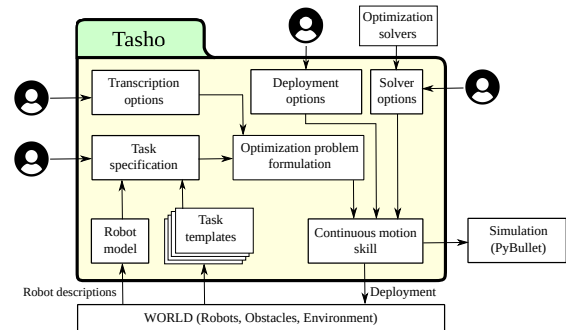 Tasho
Optimization
solvers
Transcription
options
Deployment
options
Solver
options
Task
specification
Optimization problem
formulation
Robot
model
Task
templates
Continuous motion
skill
Simulation
(PyBullet)
Robot descriptions
Deployment
WORLD (Robots, Obstacles, Environment)